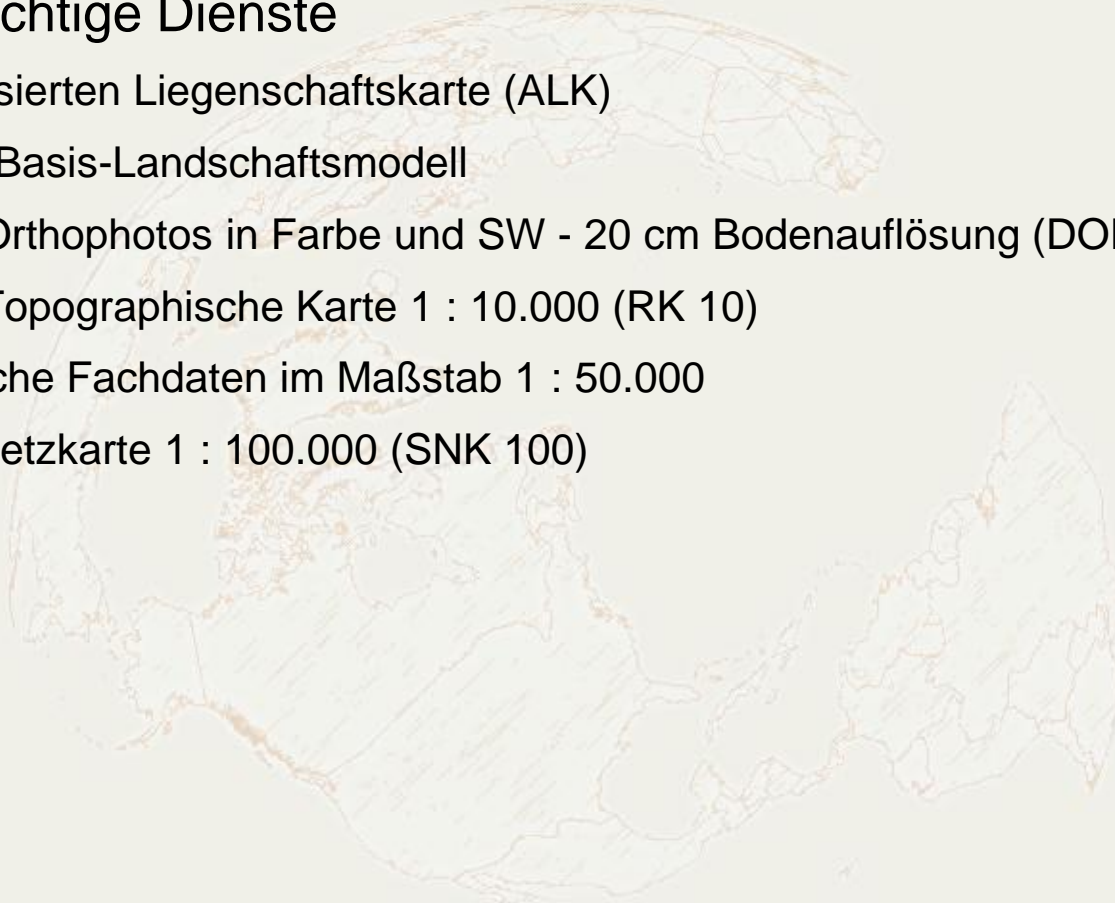 chtige Dienste
sierten Liegenschaftskarte (ALK)
Basis-Landschaftsmodell
Orthophotos in Farbe und SW - 20 cm Bodenauflösung (DO
Topographische Karte 1 : 10.000 (RK 10)
che Fachdaten im Maßstab 1 : 50.000
etzkarte 1 : 100.000 (SNK 100)